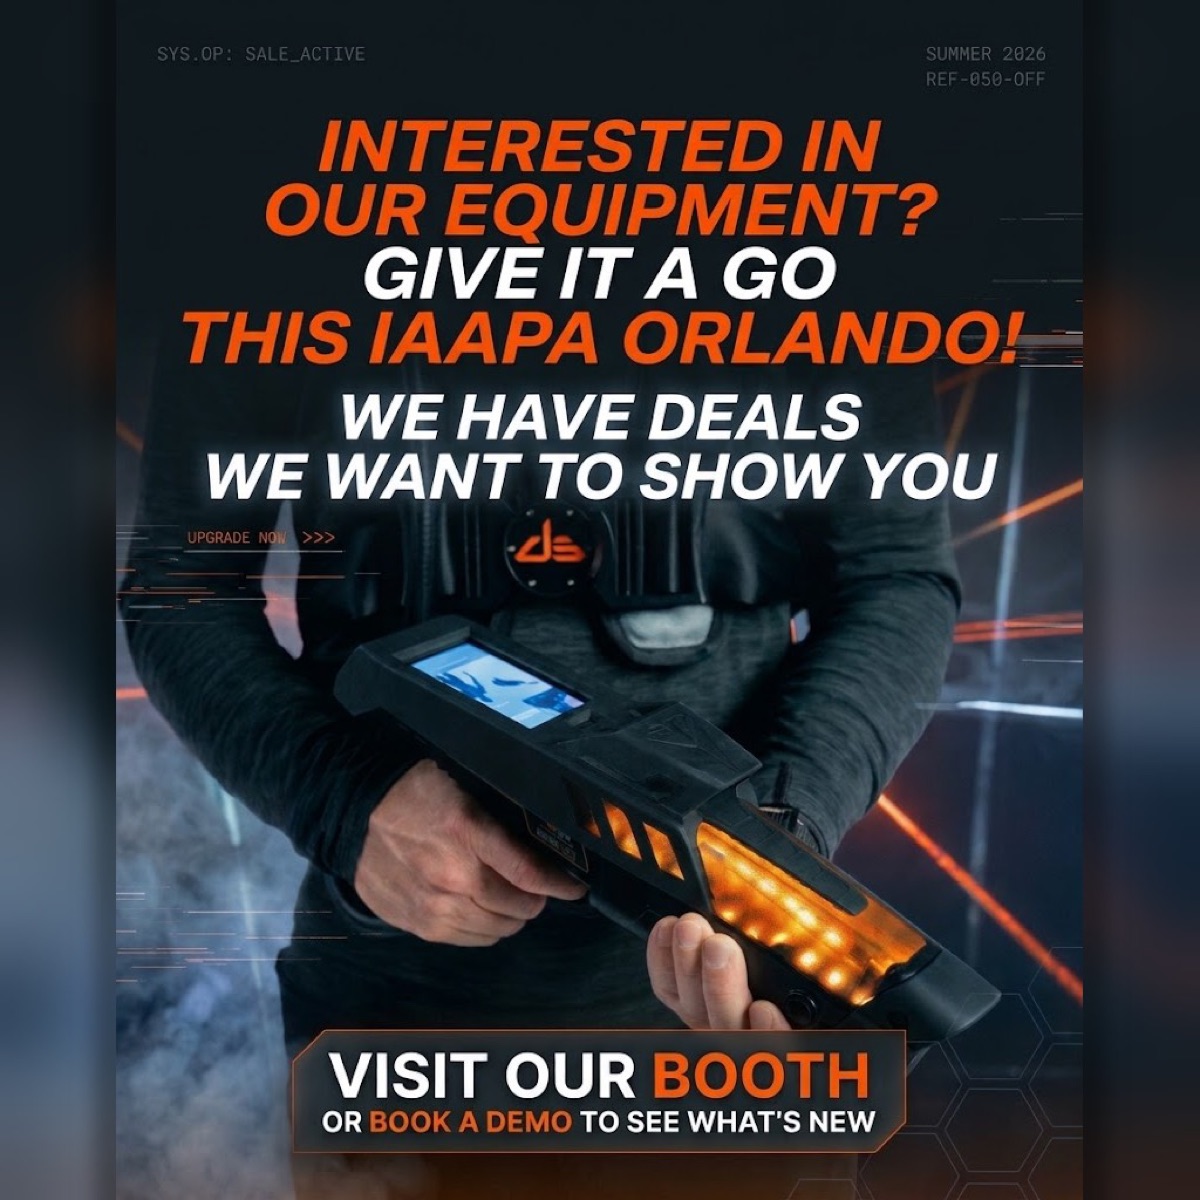 SYS.OP: SALE_ACTIVE
SUMMER 2026
REF-050-OFF
INTERESTED IN
OUR EQUIPMENT?
GIVE IT A GO
THIS IAAPA ORLANDO!
WE HAVE DEALS
WE WANT TO SHOW YOU
UPGRADE NOW >>>
ds
VISIT OUR BOOTH
OR BOOK A DEMO TO SEE WHAT'S NEW